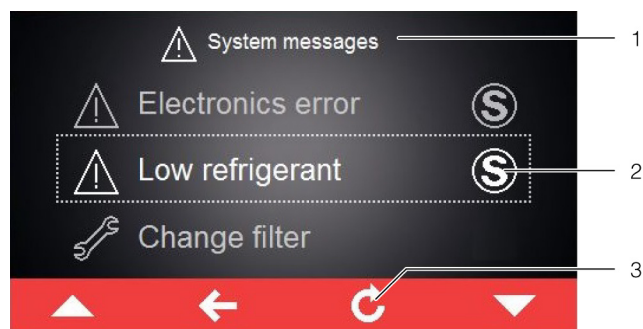 System messages
1
Electronics error
S
Low refrigerant
S
2
Change filter
3